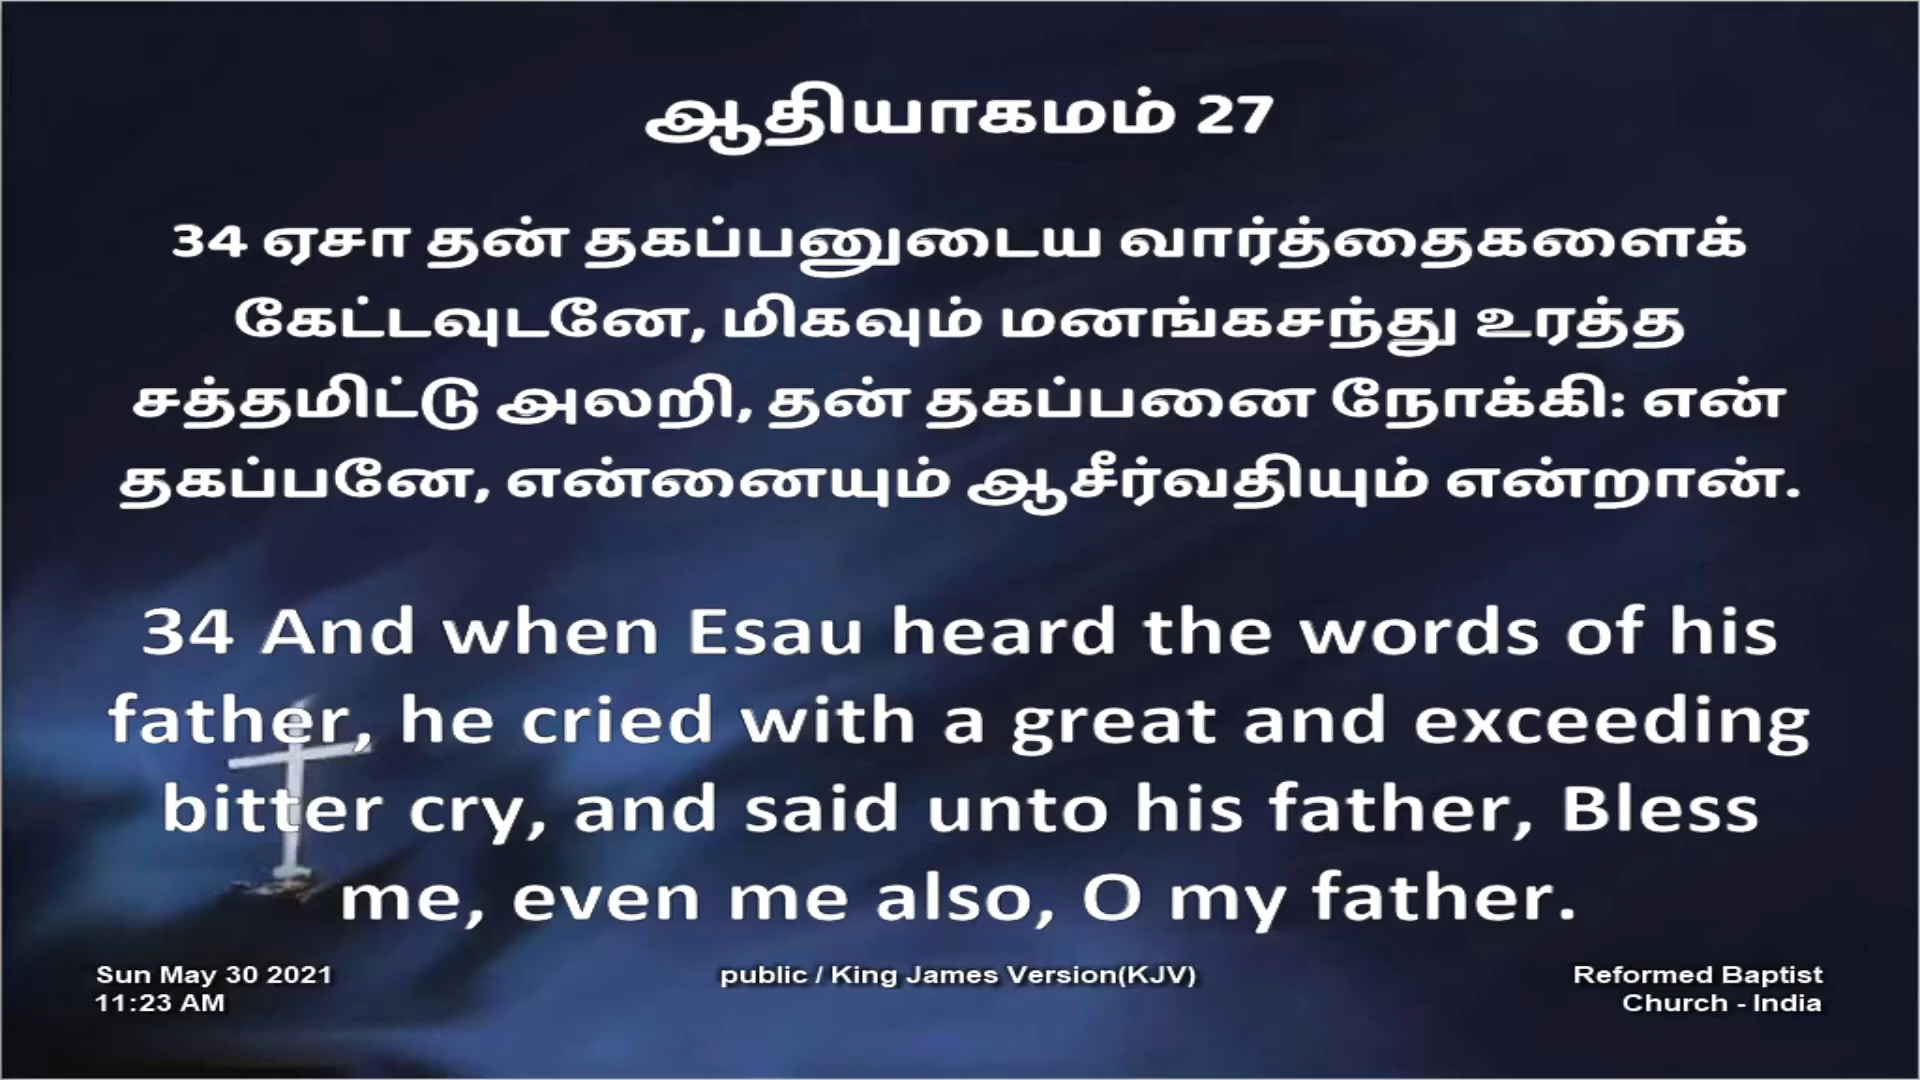 ஆதியாகமம் 27
34 ஏசா தன் தகப்பனுடைய வார்த்தைகளைக்
கேட்டவுடனே, மிகவும் மனங்கசந்து உரத்த
சத்தமிட்டு அலறி, தன் தகப்பனை நோக்கி: என்
தகப்பனே, என்னையும் ஆசீர்வதியும் என்றான்.
34 And when Esau heard the words of his
father, he cried with a great and exceeding
bitter cry, and said unto his father, Bless
me, even me also, O my father.
Sun May 30 2021
11:23 AM
public / King James Version(KJV)
Reformed Baptist
Church - India